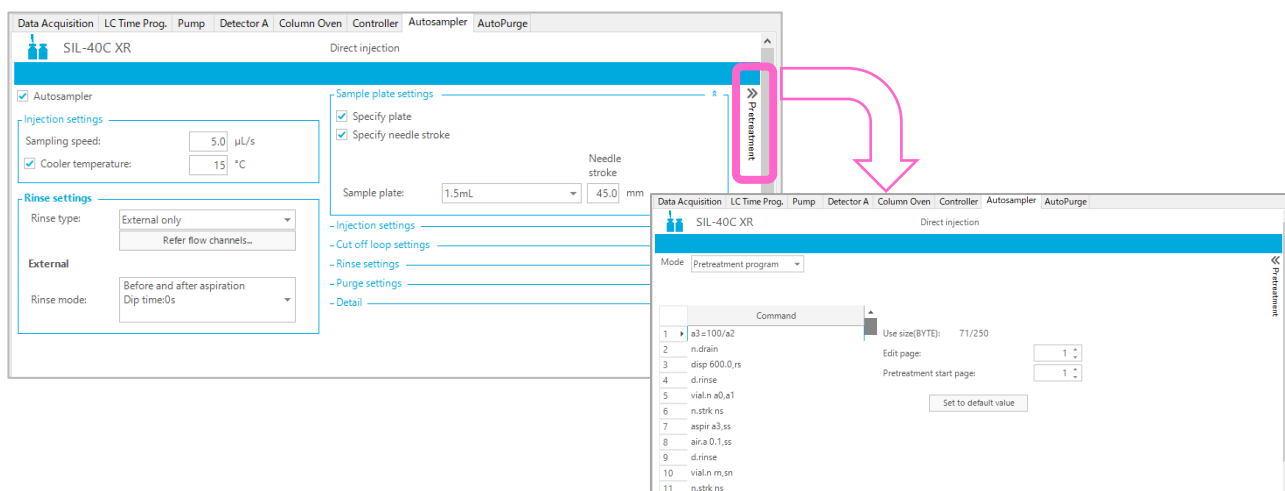 Data Acquisition LC Time Prog. Pump Detector A Column Oven Controller Autosampler AutoPurge
SIL-40C XR Direct injection
Autosampler
Injection settings
Sampling speed: 5.0 µL/s
Cooler temperature: 15 °C
Rinse settings
Rinse type: External only
Refer flow channels...
External
Rinse mode: Before and after aspiration
Dip time:0s
Sample plate settings
Specify plate
Specify needle stroke
Needle
stroke
Sample plate: 1.5mL 45.0 mm
Injection settings
Cut off loop settings
Rinse settings
Purge settings
Detail
Pretreatment
Data Acquisition LC Time Prog. Pump Detector A Column Oven Controller Autosampler AutoPurge
SIL-40C XR Direct injection
Mode Pretreatment program
Pretreatment
Command
1 a3=100/a2
2 n.drain
3 disp 600.0,rs
4 d.rinse
5 vial.n a0,a1
6 n.strk ns
7 aspir a3,ss
8 air.a 0.1,ss
9 d.rinse
10 vial.n rn,sn
11 n.strk ns
Use size(BYTE): 71/250
Edit page: 1
Pretreatment start page: 1
Set to default value